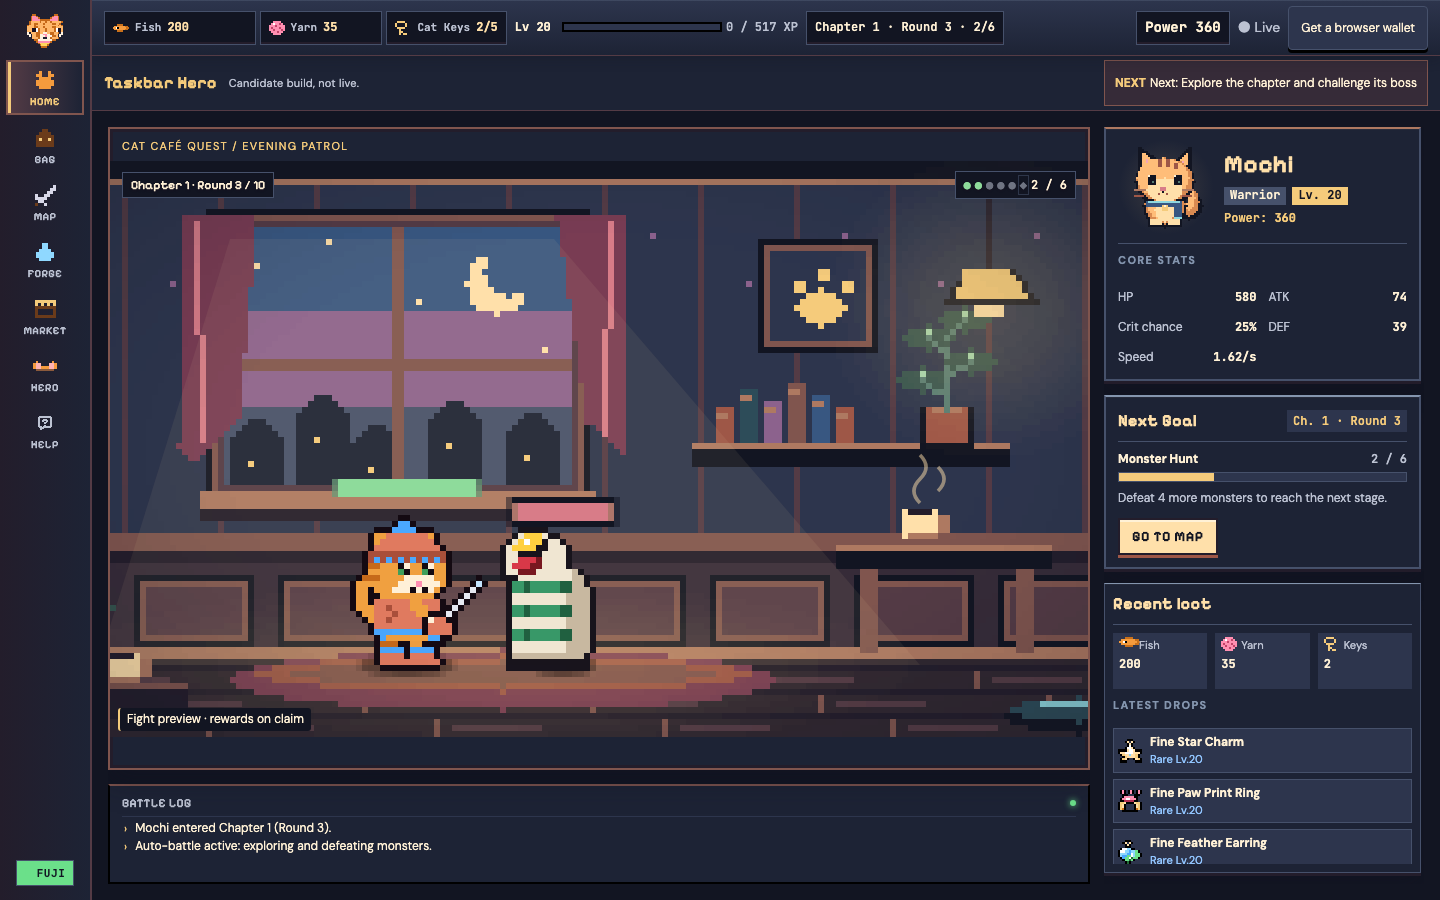 Fish 200
Yarn 35
Cat Keys 2/5
Lv 20
0 / 517 XP
Chapter 1 · Round 3 · 2/6
Power 360
Live
Get a browser wallet
HOME
BAG
MAP
FORGE
MARKET
HERO
HELP
FUJI
Taskbar Hero
Candidate build, not live.
NEXT Next: Explore the chapter and challenge its boss
CAT CAFÉ QUEST / EVENING PATROL
Chapter 1 · Round 3 / 10
2 / 6
Fight preview · rewards on claim
BATTLE LOG
› Mochi entered Chapter 1 (Round 3).
› Auto-battle active: exploring and defeating monsters.
Mochi
Warrior Lv. 20
Power: 360
CORE STATS
HP 580 ATK 74
Crit chance 25% DEF 39
Speed 1.62/s
Next Goal
Ch. 1 · Round 3
Monster Hunt 2 / 6
Defeat 4 more monsters to reach the next stage.
GO TO MAP
Recent loot
Fish
200
Yarn
35
Keys
2
LATEST DROPS
Fine Star Charm
Rare Lv.20
Fine Paw Print Ring
Rare Lv.20
Fine Feather Earring
Rare Lv.20